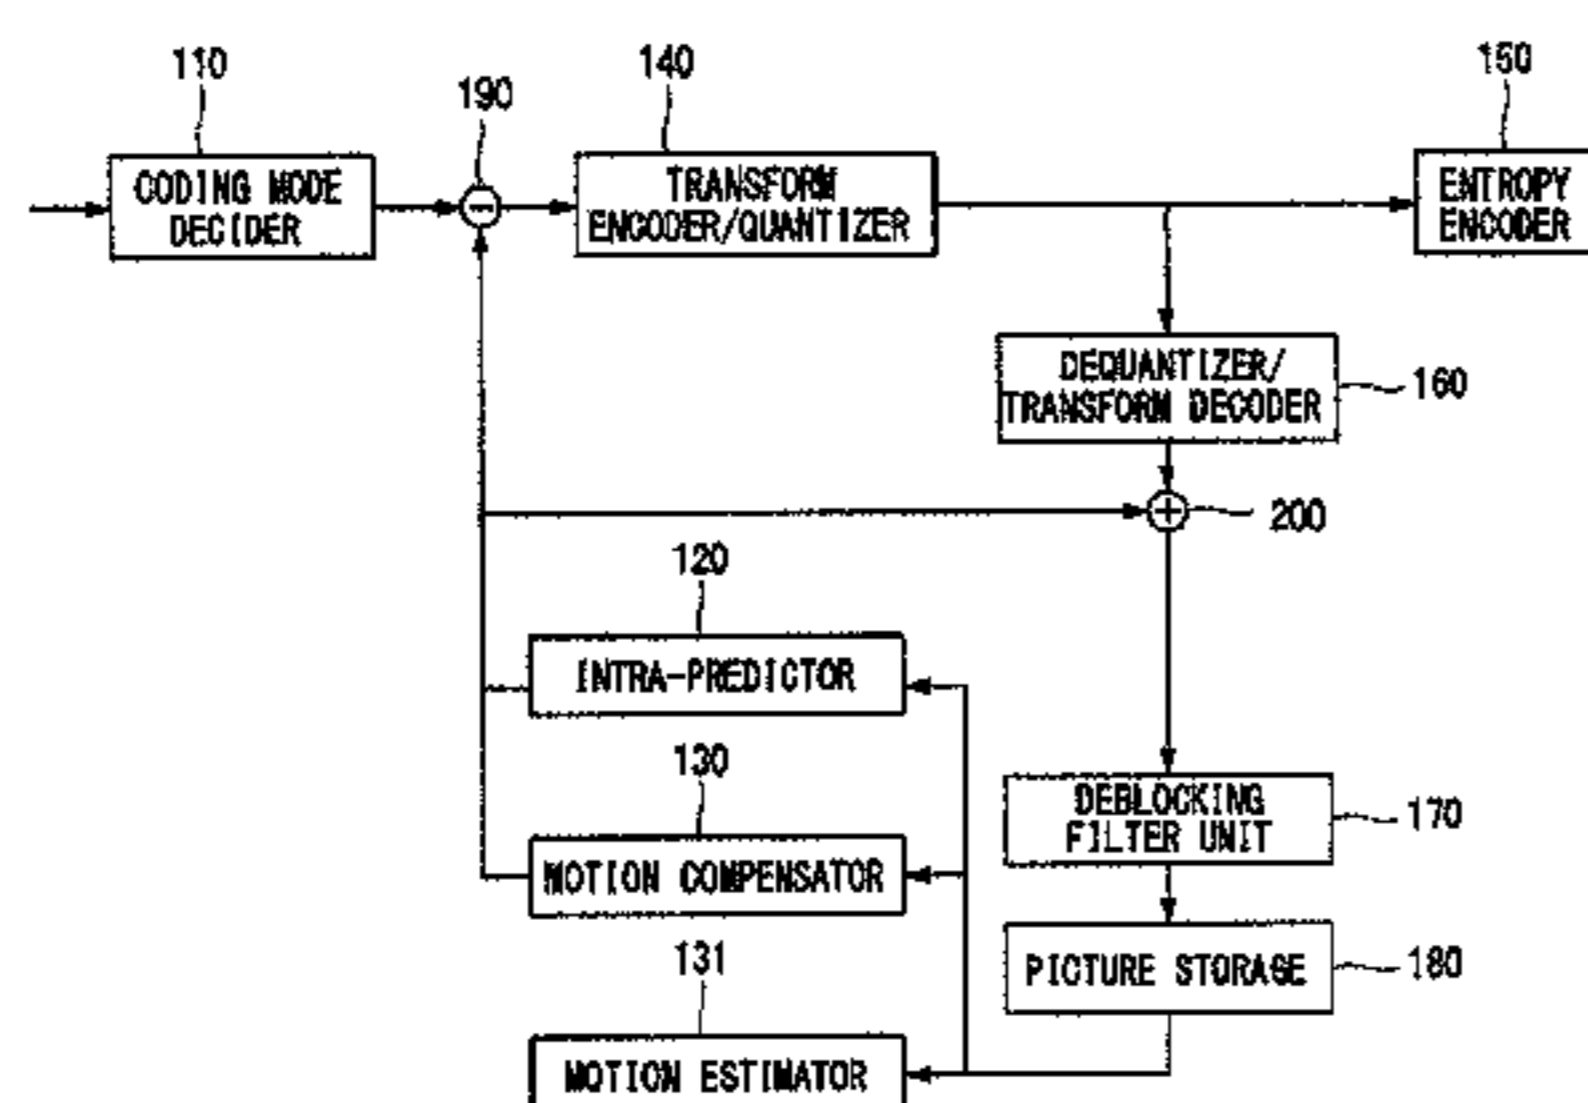 110
190
140
150
CODING MODE
DECIDER
TRANSFORM
ENCODER/QUANTIZER
ENTROPY
ENCODER
DEQUANTIZER/
TRANSFORM DECODER
160
200
120
INTRA-PREDICTOR
130
MOTION COMPENSATOR
DEBLOCKING
FILTER UNIT
170
131
PICTURE STORAGE
180
MOTION ESTIMATOR